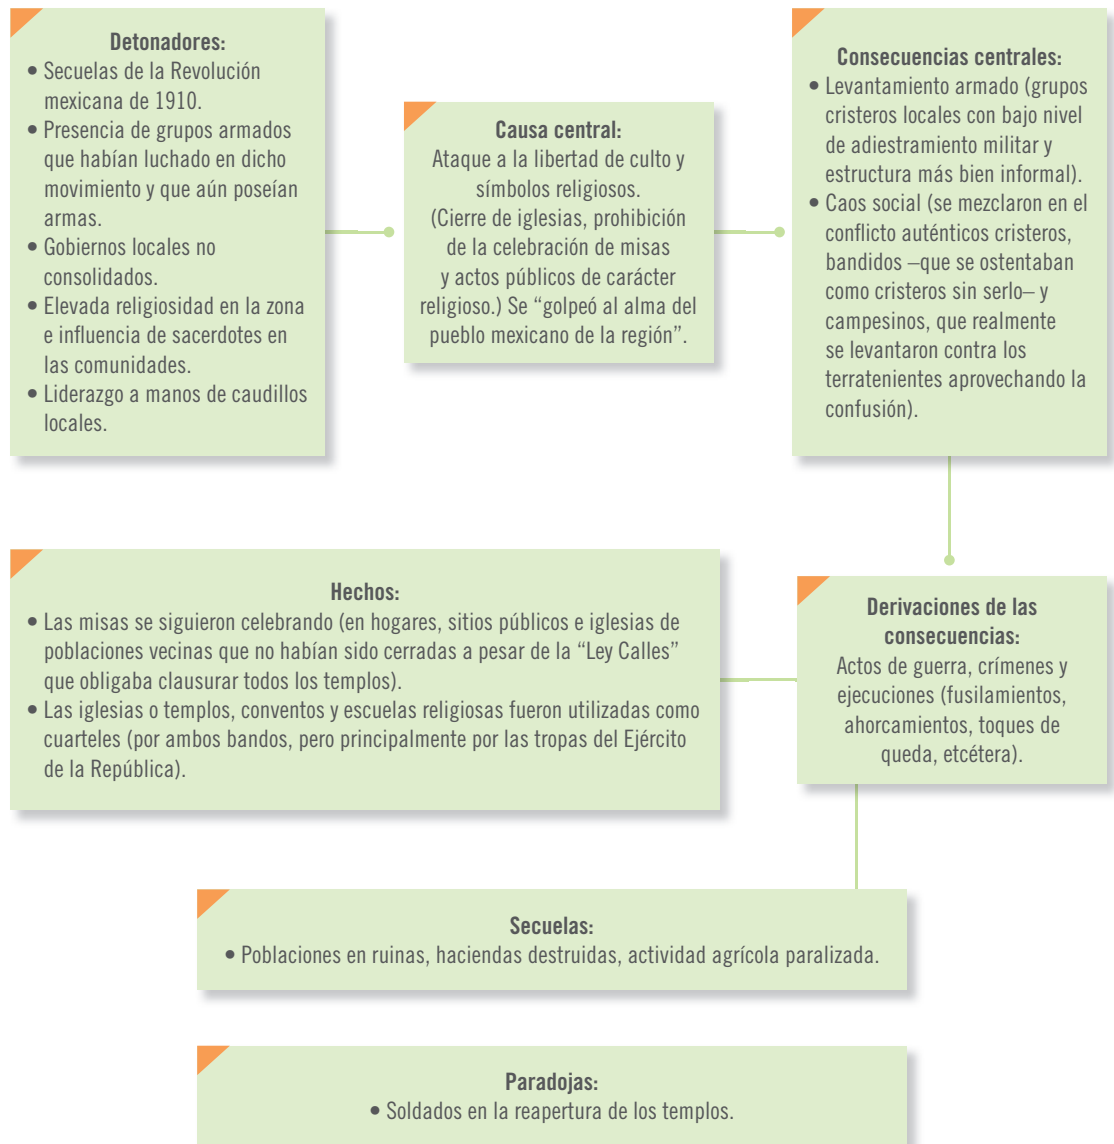 Detonadores:
• Secuelas de la Revolución
mexicana de 1910.
• Presencia de grupos armados
que habían luchado en dicho
movimiento y que aún poseían
armas.
• Gobiernos locales no
consolidados.
• Elevada religiosidad en la zona
e influencia de sacerdotes en
las comunidades.
• Liderazgo a manos de caudillos
locales.
Causa central:
Ataque a la libertad de culto y
símbolos religiosos.
(Cierre de iglesias, prohibición
de la celebración de misas
y actos públicos de carácter
religioso.) Se “golpeó al alma del
pueblo mexicano de la región”.
Consecuencias centrales:
• Levantamiento armado (grupos
cristeros locales con bajo nivel
de adiestramiento militar y
estructura más bien informal).
• Caos social (se mezclaron en el
conflicto auténticos cristeros,
bandidos –que se ostentaban
como cristeros sin serlo– y
campesinos, que realmente
se levantaron contra los
terratenientes aprovechando la
confusión).
Hechos:
• Las misas se siguieron celebrando (en hogares, sitios públicos e iglesias de
poblaciones vecinas que no habían sido cerradas a pesar de la “Ley Calles”
que obligaba clausurar todos los templos).
• Las iglesias o templos, conventos y escuelas religiosas fueron utilizadas como
cuarteles (por ambos bandos, pero principalmente por las tropas del Ejército
de la República).
Derivaciones de las
consecuencias:
Actos de guerra, crímenes y
ejecuciones (fusilamientos,
ahorcamientos, toques de
queda, etcétera).
Secuelas:
• Poblaciones en ruinas, haciendas destruidas, actividad agrícola paralizada.
Paradojas:
• Soldados en la reapertura de los templos.